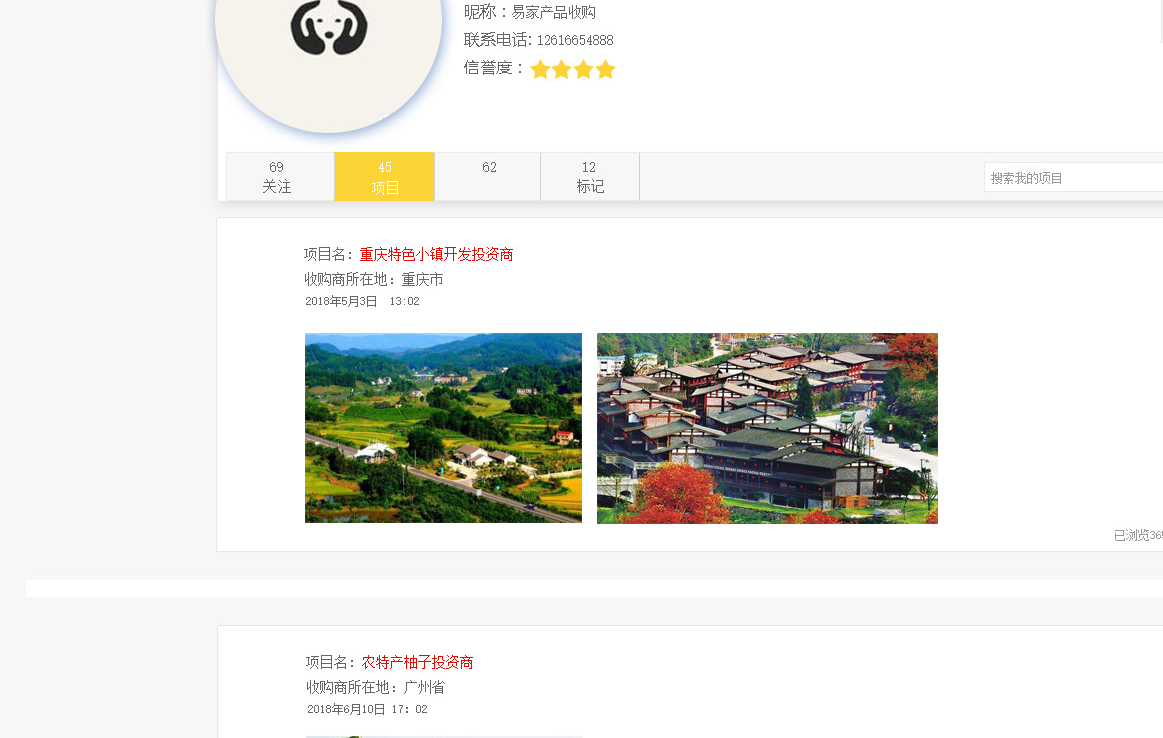 昵称：易家产品收购
联系电话: 12616654888
信誉度：
69
关注
45
项目
62
12
标记
搜索我的项目
项目名：重庆特色小镇开发投资商
收购商所在地：重庆市
2018年5月3日 13:02
已浏览36
项目名：农特产柚子投资商
收购商所在地：广州省
2018年6月10日 17：02